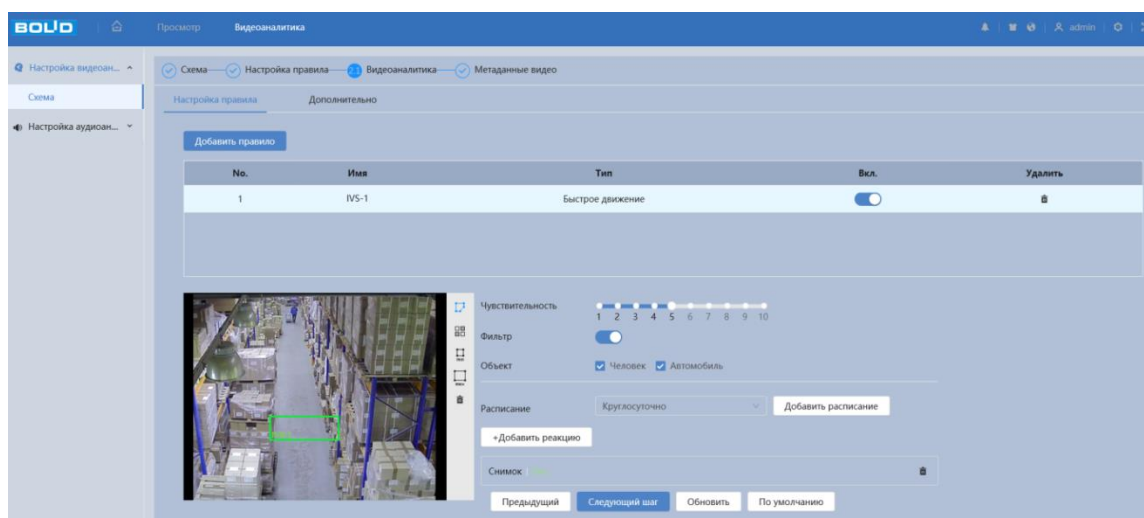 BOLID Просмотр Видеоаналитика admin
Настройка видеоан... Схема Настройка правила 2.1 Видеоаналитика Метаданные видео
Схема Настройка правила Дополнительно
Настройка аудиоан...
Добавить правило
No. Имя Тип Вкл. Удалить
1 IVS-1 Быстрое движение
Чувствительность
1 2 3 4 5 6 7 8 9 10
Фильтр
Объект Человек Автомобиль
Расписание Круглосуточно Добавить расписание
+Добавить реакцию
Снимок
Предыдущий Следующий шаг Обновить По умолчанию